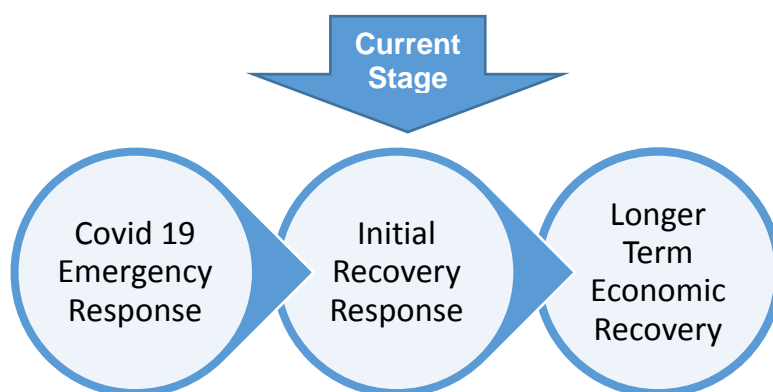 Current
Stage
Covid 19
Emergency
Response
Initial
Recovery
Response
Longer
Term
Economic
Recovery